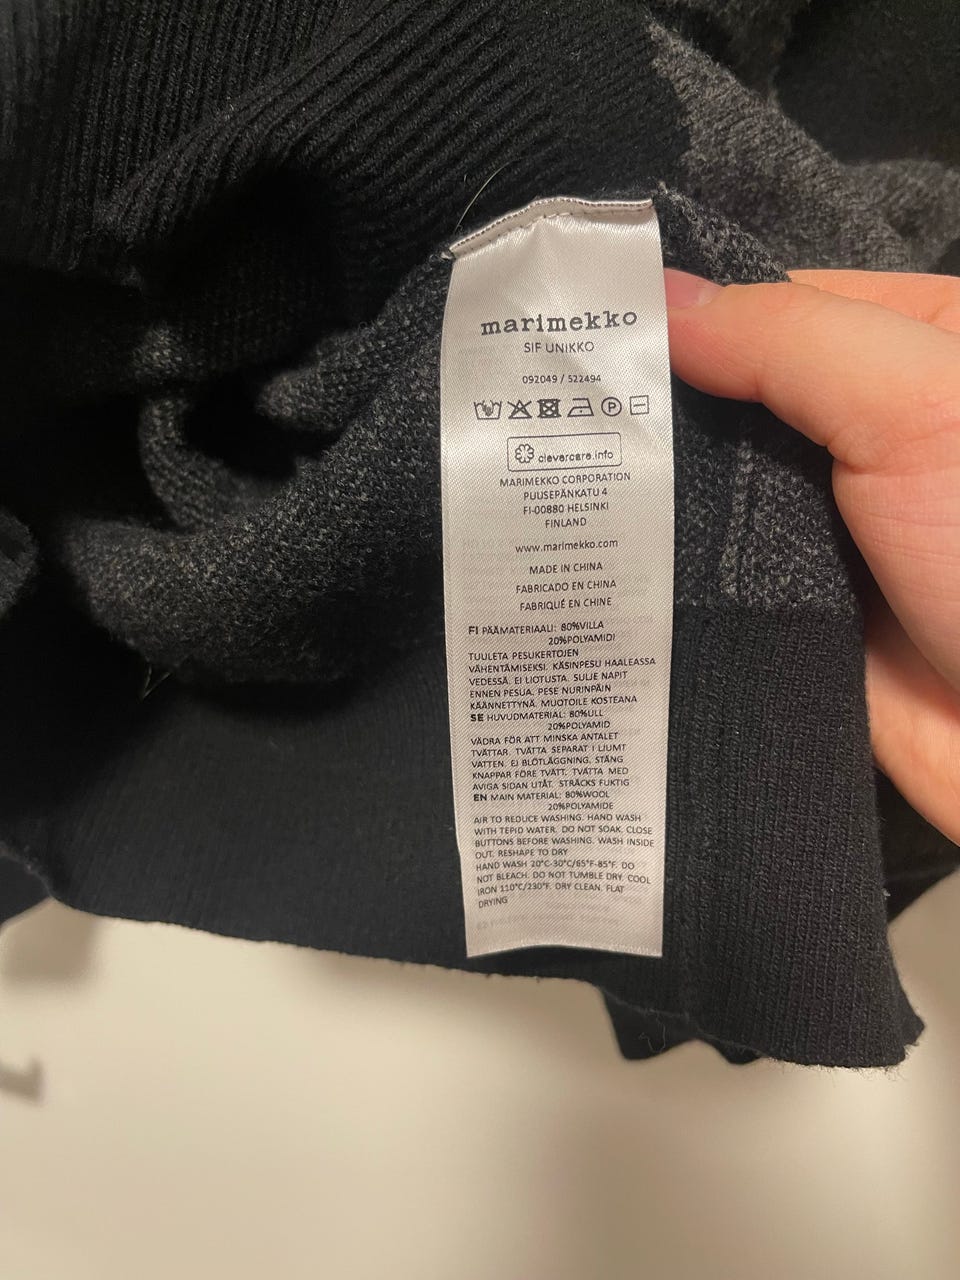 marimekko
SIF UNIKKO
092049 / 522494
P
clevercare.info
MARIMEKKO CORPORATION
PUUSEPÄNKATU 4
FI-00880 HELSINKI
FINLAND
www.marimekko.com
MADE IN CHINA
FABRICADO EN CHINA
FABRIQUÉ EN CHINE
FI PÄÄMATERIAALI: 80%VILLA
20%POLYAMIDI
TUULETA PESUKERTOJEN
VÄHENTÄMISEKSI. KÄSINPESU HAALEASSA
VEDESSÄ. EI LIOTUSTA. SULJE NAPIT
ENNEN PESUA. PESE NURINPÄIN
KÄÄNNETTYNÄ. MUOTOILE KOSTEANA
SE HUVUDMATERIAL: 80%ULL
20%POLYAMID
VÄDRA FÖR ATT MINSKA ANTALET
TVÄTTAR. TVÄTTA SEPARAT I LJUMT
VATTEN. EJ BLÖTLÄGGNING. STÄNG
KNAPPAR FÖRE TVÄTT. TVÄTTA MED
AVIGA SIDAN UTÅT. STRÄCKS FUKTIG
EN MAIN MATERIAL: 80%WOOL
20%POLYAMIDE
AIR TO REDUCE WASHING. HAND WASH
WITH TEPID WATER. DO NOT SOAK. CLOSE
BUTTONS BEFORE WASHING. WASH INSIDE
OUT. RESHAPE TO DRY
HAND WASH 20°C-30°C/65°F-85°F. DO
NOT BLEACH. DO NOT TUMBLE DRY. COOL
IRON 110°C/230°F. DRY CLEAN. FLAT
DRYING